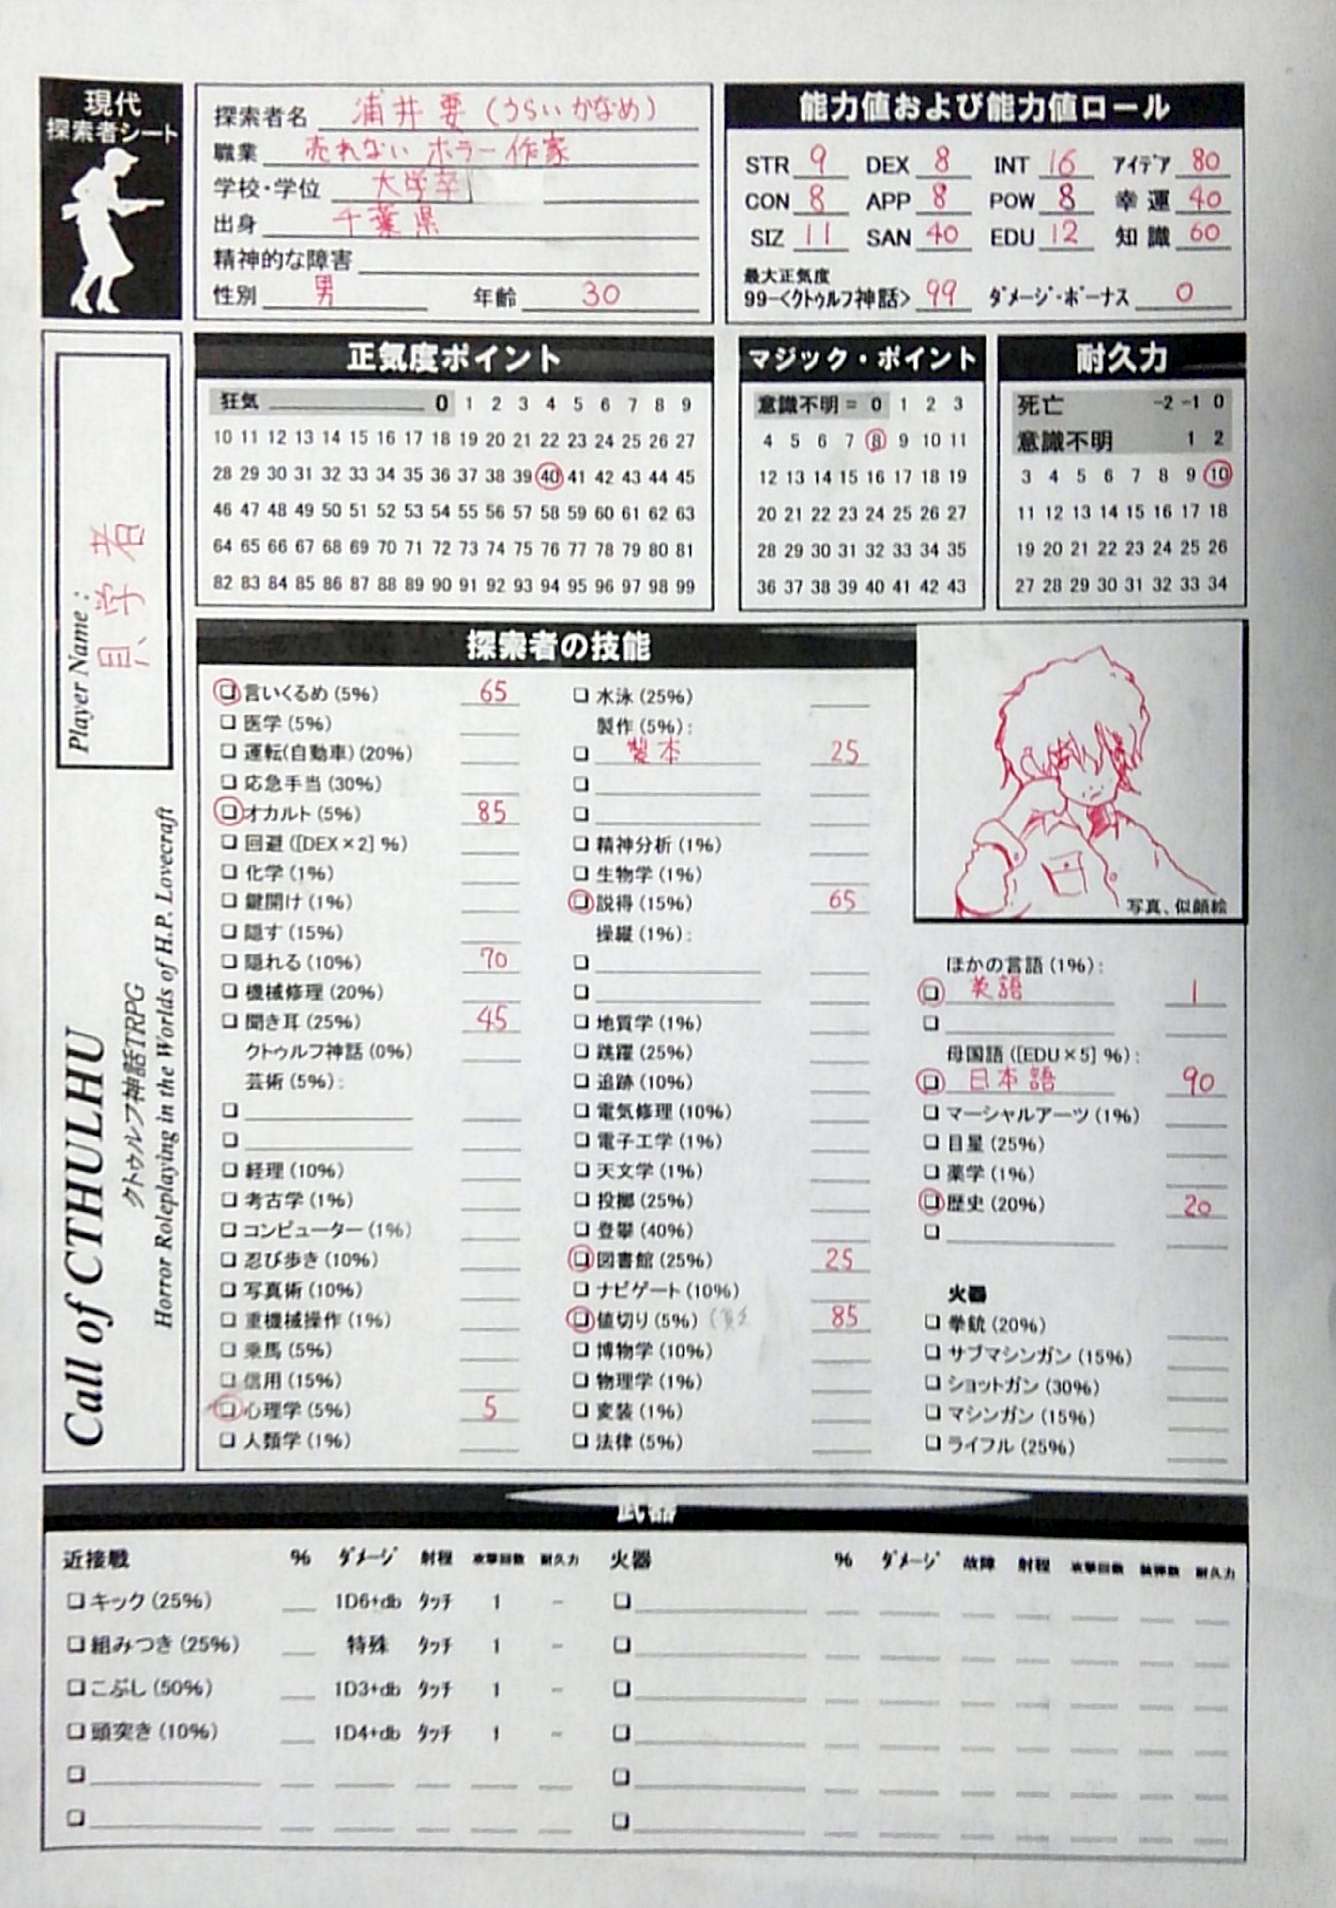 現代
探索者シート
探索者名 浦井要(うらいかなめ)
職業 売れないホラー作家
学校・学位 大学卒
出身 千葉県
精神的な障害
性別 男 年齢 30
能力値および能力値ロール
STR 9 DEX 8 INT 16 アイデア 80
CON 8 APP 8 POW 8 幸運 40
SIZ 11 SAN 40 EDU 12 知識 60
最大正気度
99-<クトゥルフ神話> 99 ダメージ・ボーナス 0
Player Name:
Call of CTHULHU
クトゥルフ神話TRPG
Horror Roleplaying in the Worlds of H.P. Lovecraft
正気度ポイント
狂気 0 1 2 3 4 5 6 7 8 9
10 11 12 13 14 15 16 17 18 19 20 21 22 23 24 25 26 27
28 29 30 31 32 33 34 35 36 37 38 39 40 41 42 43 44 45
46 47 48 49 50 51 52 53 54 55 56 57 58 59 60 61 62 63
64 65 66 67 68 69 70 71 72 73 74 75 76 77 78 79 80 81
82 83 84 85 86 87 88 89 90 91 92 93 94 95 96 97 98 99
マジック・ポイント
意識不明= 0 1 2 3
4 5 6 7 8 9 10 11
12 13 14 15 16 17 18 19
20 21 22 23 24 25 26 27
28 29 30 31 32 33 34 35
36 37 38 39 40 41 42 43
耐久力
死亡 -2 -1 0
意識不明 1 2
3 4 5 6 7 8 9 10
11 12 13 14 15 16 17 18
19 20 21 22 23 24 25 26
27 28 29 30 31 32 33 34
探索者の技能
言いくるめ(5%) 65
医学(5%)
運転(自動車)(20%)
応急手当(30%)
オカルト(5%) 85
回避([DEX×2]%)
化学(1%)
鍵開け(1%)
隠す(15%)
隠れる(10%) 70
機械修理(20%)
聞き耳(25%) 45
クトゥルフ神話(0%)
芸術(5%):
経理(10%)
考古学(1%)
コンピューター(1%)
忍び歩き(10%)
写真術(10%)
重機械操作(1%)
乗馬(5%)
信用(15%)
心理学(5%) 5
人類学(1%)
水泳(25%)
製作(5%):
製本 25
精神分析(1%)
生物学(1%)
説得(15%) 65
操縦(1%):
地質学(1%)
跳躍(25%)
追跡(10%)
電気修理(10%)
電子工学(1%)
天文学(1%)
投擲(25%)
登攀(40%)
図書館(25%) 25
ナビゲート(10%)
値切り(5%) 85
博物学(10%)
物理学(1%)
変装(1%)
法律(5%)
写真、似顔絵
ほかの言語(1%):
英語 1
母国語([EDU×5]%):
日本語 90
マーシャルアーツ(1%)
目星(25%)
薬学(1%)
歴史(20%) 20
火器
拳銃(20%)
サブマシンガン(15%)
ショットガン(30%)
マシンガン(15%)
ライフル(25%)
武器
近接戦 % ダメージ 射程 攻撃回数 耐久力
キック(25%) 1D6+db タッチ 1 -
組みつき(25%) 特殊 タッチ 1 -
こぶし(50%) 1D3+db タッチ 1 -
頭突き(10%) 1D4+db タッチ 1 -
火器 % ダメージ 故障 射程 攻撃回数 装弾数 耐久力